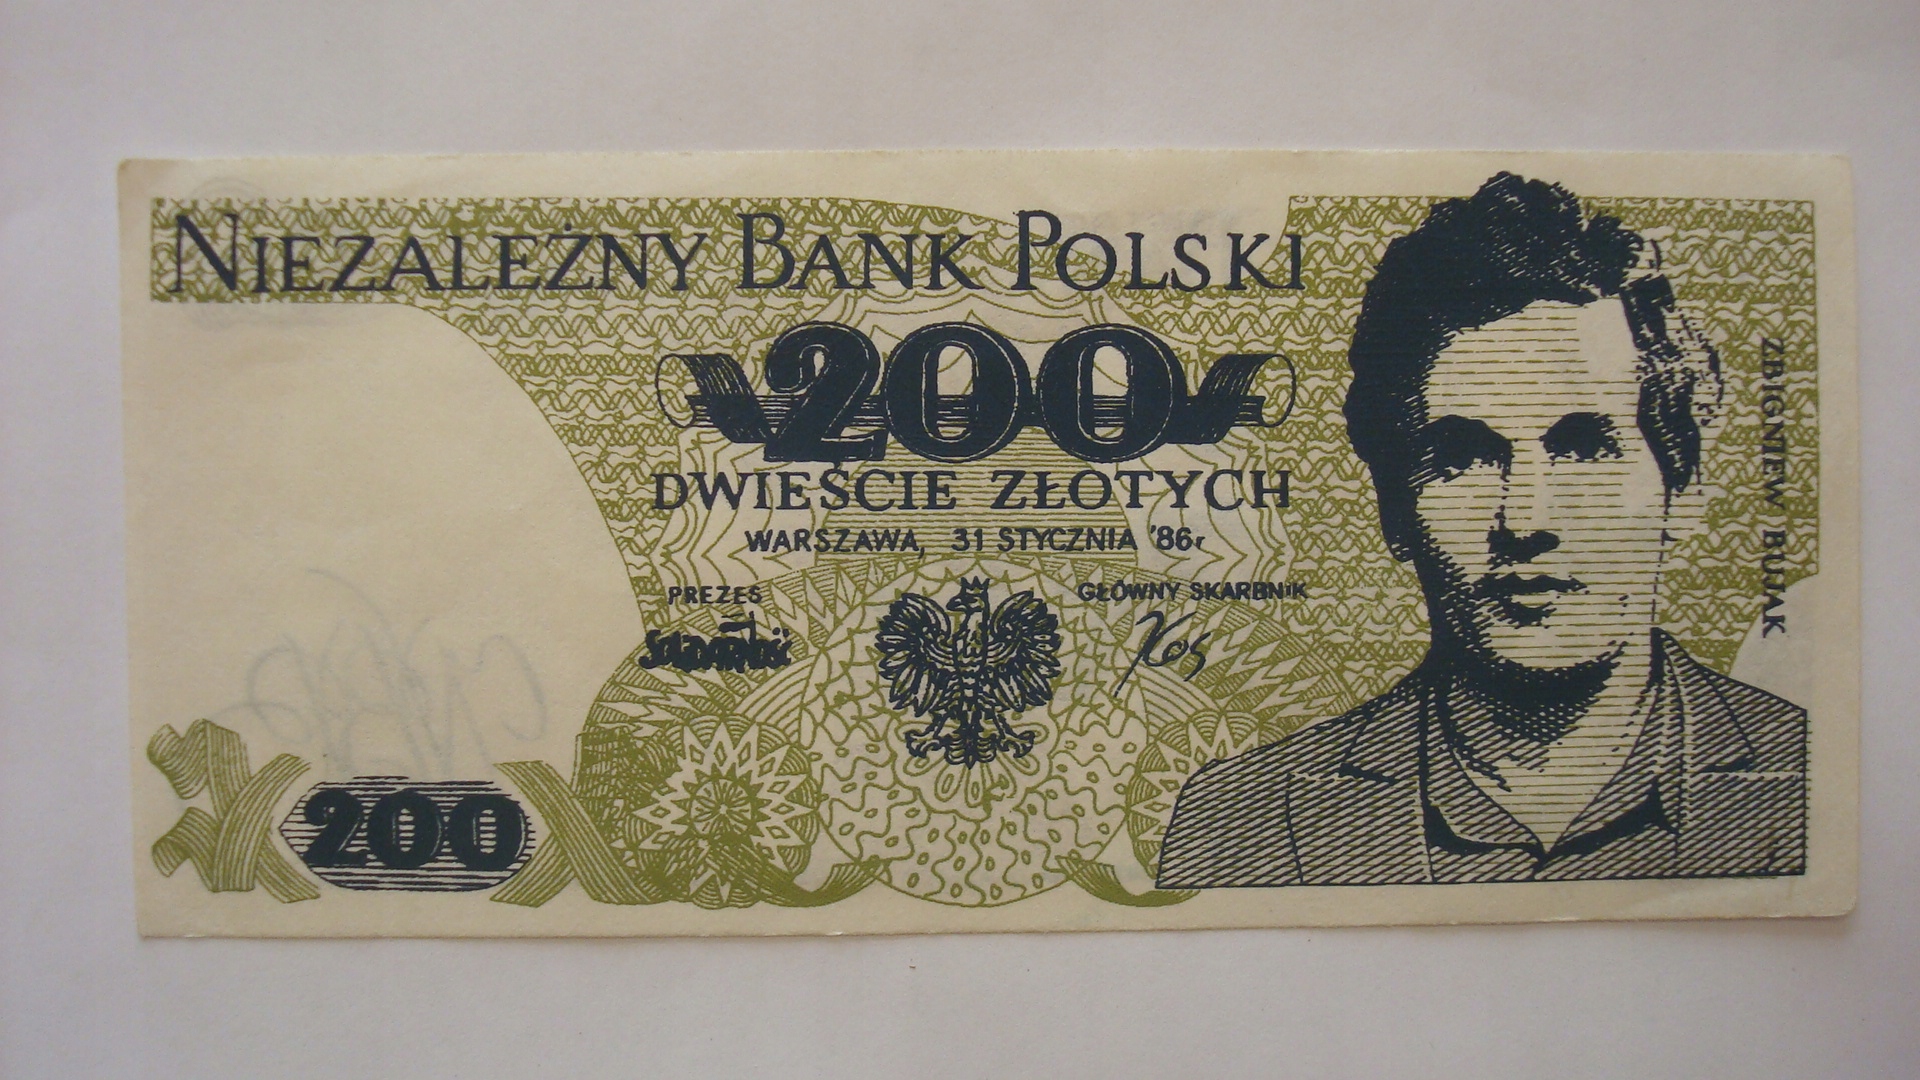 NIEZALEŻNY BANK POLSKI
200
DWIEŚCIE ZŁOTYCH
WARSZAWA, 31 STYCZNIA '86r
PREZES
SOLIDARNOŚĆ
GŁÓWNY SKARBNIK
Kos
200
ZBIGNIEW BUJAK